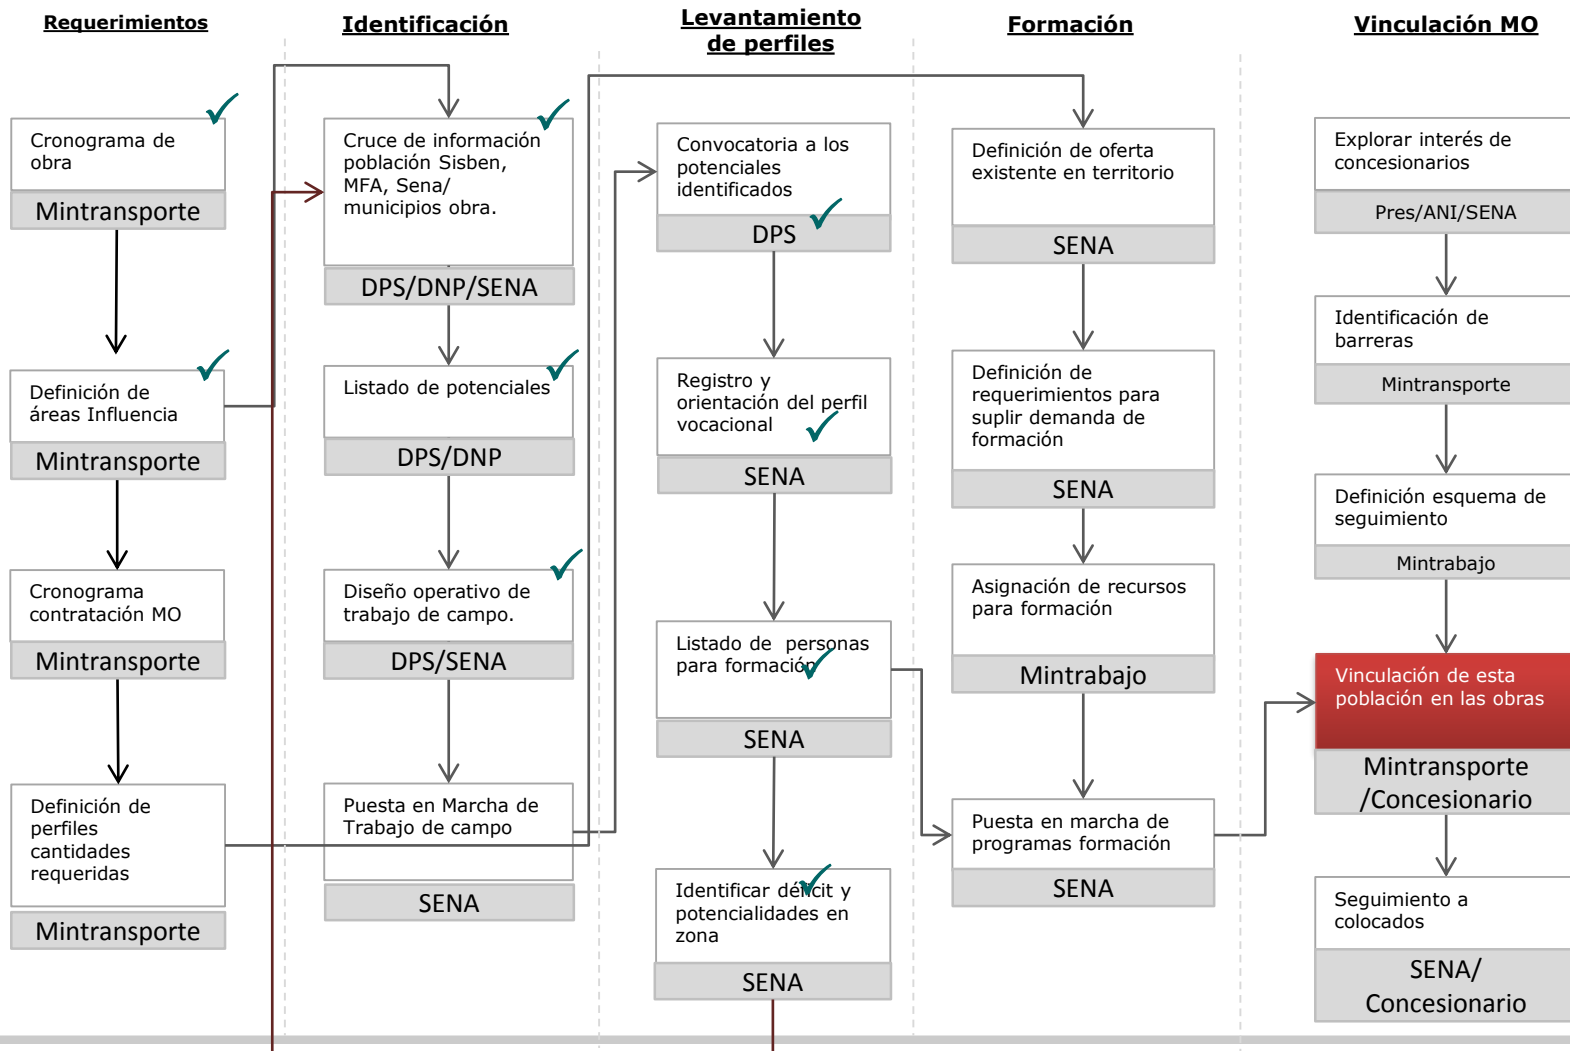 Requerimientos
Cronograma de
obra
Mintransporte
Definición de
áreas Influencia
Mintransporte
Cronograma
contratación MO
Mintransporte
Definición de
perfiles
cantidades
requeridas
Mintransporte
Identificación
Cruce de información
población Sisben,
MFA, Sena/
municipios obra.
DPS/DNP/SENA
Listado de potenciales
DPS/DNP
Diseño operativo de
trabajo de campo.
DPS/SENA
Puesta en Marcha de
Trabajo de campo
SENA
Levantamiento
de perfiles
Convocatoria a los
potenciales
identificados
DPS
Registro y
orientación del perfil
vocacional
SENA
Listado de personas
para formación
SENA
Identificar déficit y
potencialidades en
zona
SENA
Formación
Definición de oferta
existente en territorio
SENA
Definición de
requerimientos para
suplir demanda de
formación
SENA
Asignación de recursos
para formación
Mintrabajo
Puesta en marcha de
programas formación
SENA
Vinculación MO
Explorar interés de
concesionarios
Pres/ANI/SENA
Identificación de
barreras
Mintransporte
Definición esquema de
seguimiento
Mintrabajo
Vinculación de esta
población en las obras
Mintransporte
/Concesionario
Seguimiento a
colocados
SENA/
Concesionario